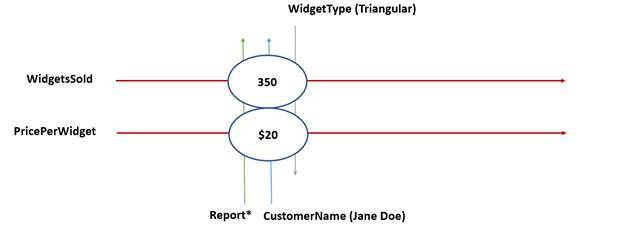 WidgetType (Triangular)
WidgetsSold
350
PricePerWidget
$20
Report* CustomerName (Jane Doe)